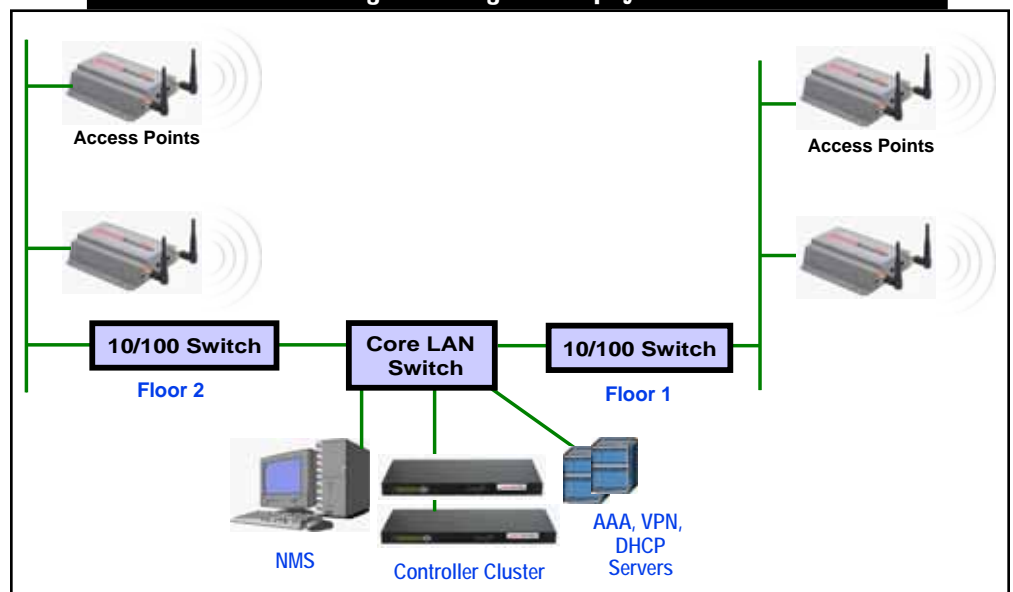 Access Points
Access Points
10/100 Switch
Core LAN
Switch
10/100 Switch
Floor 2
Floor 1
NMS
Controller Cluster
AAA, VPN,
DHCP
Servers